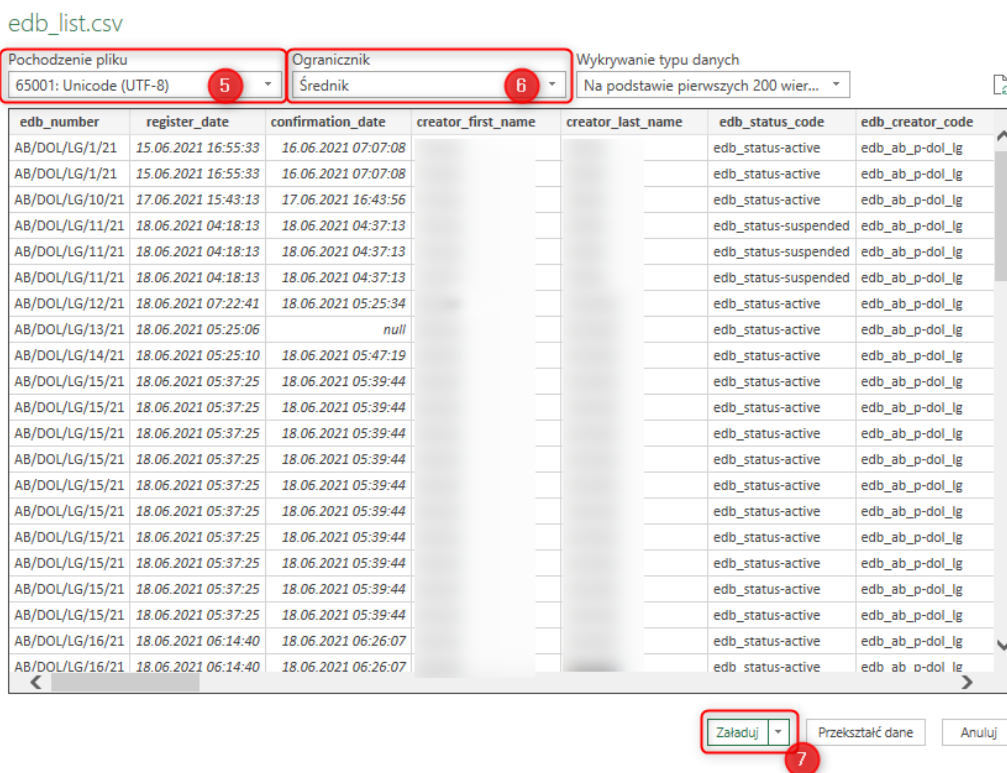 edb_list.csv
Pochodzenie pliku Ogranicznik Wykrywanie typu danych
65001: Unicode (UTF-8) 5 Średnik 6 Na podstawie pierwszych 200 wier...
edb_number register_date confirmation_date creator_first_name creator_last_name edb_status_code edb_creator_code
AB/DOL/LG/1/21 15.06.2021 16:55:33 16.06.2021 07:07:08 edb_status-active edb_ab_p-dol_lg
AB/DOL/LG/1/21 15.06.2021 16:55:33 16.06.2021 07:07:08 edb_status-active edb_ab_p-dol_lg
AB/DOL/LG/10/21 17.06.2021 15:43:13 17.06.2021 16:43:56 edb_status-active edb_ab_p-dol_lg
AB/DOL/LG/11/21 18.06.2021 04:18:13 18.06.2021 04:37:13 edb_status-suspended edb_ab_p-dol_lg
AB/DOL/LG/11/21 18.06.2021 04:18:13 18.06.2021 04:37:13 edb_status-suspended edb_ab_p-dol_lg
AB/DOL/LG/11/21 18.06.2021 04:18:13 18.06.2021 04:37:13 edb_status-suspended edb_ab_p-dol_lg
AB/DOL/LG/12/21 18.06.2021 07:22:41 18.06.2021 05:25:34 edb_status-active edb_ab_p-dol_lg
AB/DOL/LG/13/21 18.06.2021 05:25:06 null edb_status-active edb_ab_p-dol_lg
AB/DOL/LG/14/21 18.06.2021 05:25:10 18.06.2021 05:47:19 edb_status-active edb_ab_p-dol_lg
AB/DOL/LG/15/21 18.06.2021 05:37:25 18.06.2021 05:39:44 edb_status-active edb_ab_p-dol_lg
AB/DOL/LG/15/21 18.06.2021 05:37:25 18.06.2021 05:39:44 edb_status-active edb_ab_p-dol_lg
AB/DOL/LG/15/21 18.06.2021 05:37:25 18.06.2021 05:39:44 edb_status-active edb_ab_p-dol_lg
AB/DOL/LG/15/21 18.06.2021 05:37:25 18.06.2021 05:39:44 edb_status-active edb_ab_p-dol_lg
AB/DOL/LG/15/21 18.06.2021 05:37:25 18.06.2021 05:39:44 edb_status-active edb_ab_p-dol_lg
AB/DOL/LG/15/21 18.06.2021 05:37:25 18.06.2021 05:39:44 edb_status-active edb_ab_p-dol_lg
AB/DOL/LG/15/21 18.06.2021 05:37:25 18.06.2021 05:39:44 edb_status-active edb_ab_p-dol_lg
AB/DOL/LG/15/21 18.06.2021 05:37:25 18.06.2021 05:39:44 edb_status-active edb_ab_p-dol_lg
AB/DOL/LG/15/21 18.06.2021 05:37:25 18.06.2021 05:39:44 edb_status-active edb_ab_p-dol_lg
AB/DOL/LG/16/21 18.06.2021 06:14:40 18.06.2021 06:26:07 edb_status-active edb_ab_p-dol_lg
AB/DOL/LG/16/21 18.06.2021 06:14:40 18.06.2021 06:26:07 edb_status-active edb_ab_p-dol_lg
Załaduj Przekształć dane Anuluj
7